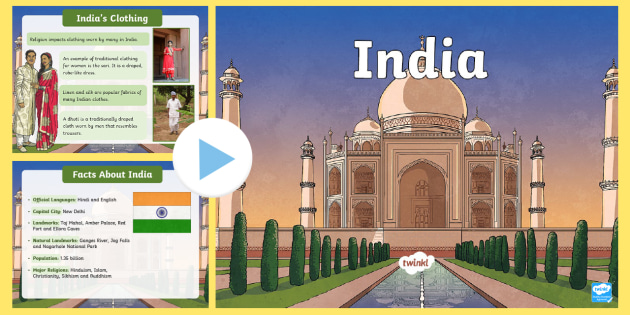 India's Clothing
Religion impacts clothing worn by many in India.
An example of traditional clothing
for women is the sari. It is a draped,
robe-like dress.
Linen and silk are popular fabrics of
many Indian clothes.
A dhoti is a traditionally draped
cloth worn by men that resembles
trousers.
Facts About India
• Official Languages: Hindi and English
• Capital City: New Delhi
• Landmarks: Taj Mahal, Amber Palace, Red
Fort and Ellora Caves
• Natural Landmarks: Ganges River, Jog Falls
and Nagarhole National Park
• Population: 1.35 billion
• Major Religions: Hinduism, Islam,
Christianity, Sikhism and Buddhism
India
twinkl
twinkl